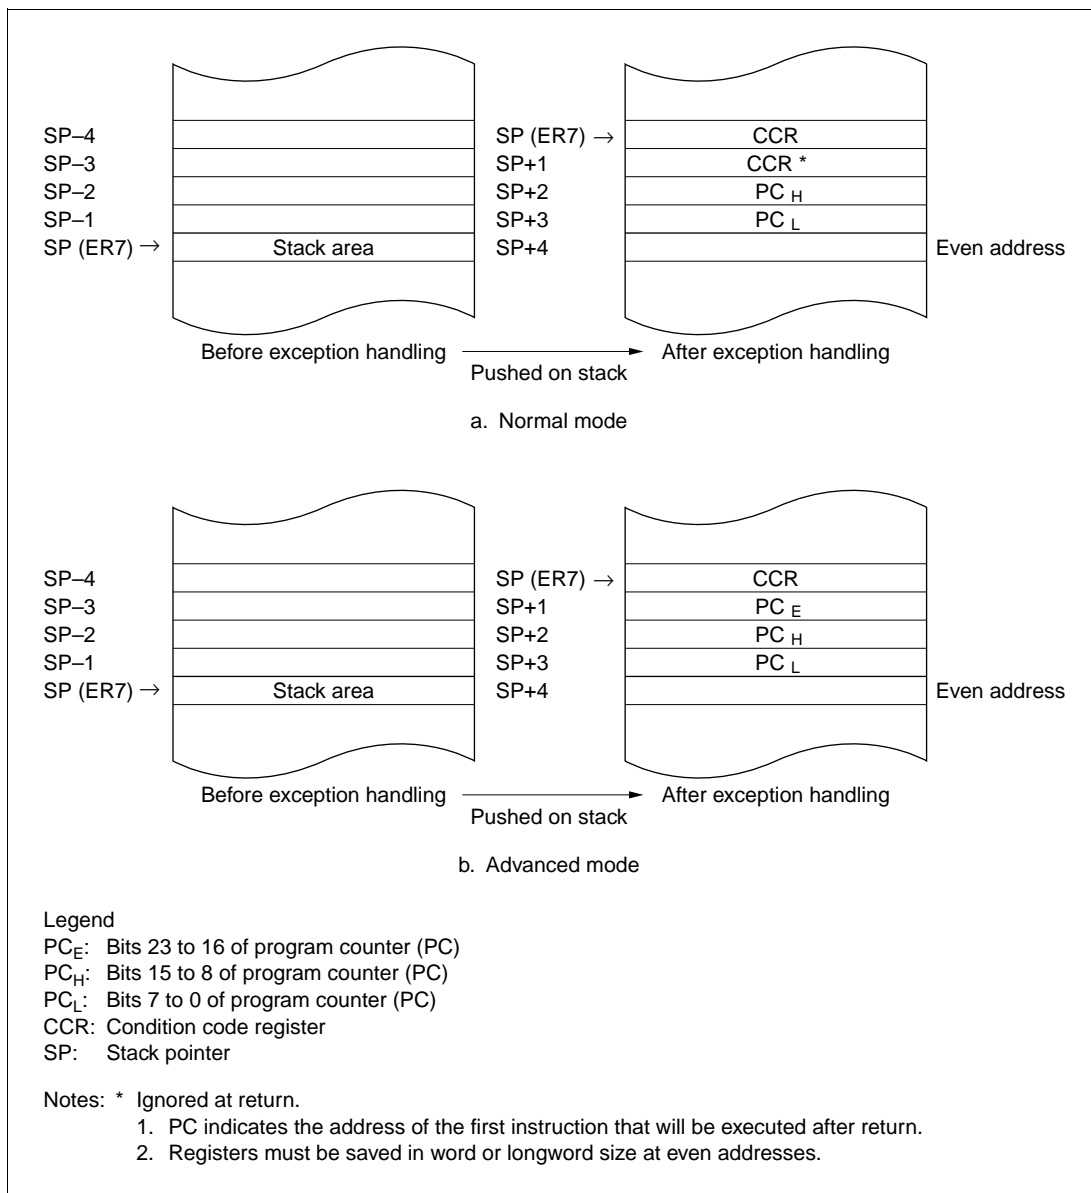 SP–4
SP–3
SP–2
SP–1
SP (ER7) →
Stack area
SP (ER7) →
SP+1
SP+2
SP+3
SP+4
CCR
CCR *
PC H
PC L
Even address
Before exception handling
Pushed on stack
After exception handling
a. Normal mode
SP–4
SP–3
SP–2
SP–1
SP (ER7) →
Stack area
SP (ER7) →
SP+1
SP+2
SP+3
SP+4
CCR
PC E
PC H
PC L
Even address
Before exception handling
Pushed on stack
After exception handling
b. Advanced mode
Legend
PCE: Bits 23 to 16 of program counter (PC)
PCH: Bits 15 to 8 of program counter (PC)
PCL: Bits 7 to 0 of program counter (PC)
CCR: Condition code register
SP: Stack pointer
Notes: * Ignored at return.
1. PC indicates the address of the first instruction that will be executed after return.
2. Registers must be saved in word or longword size at even addresses.